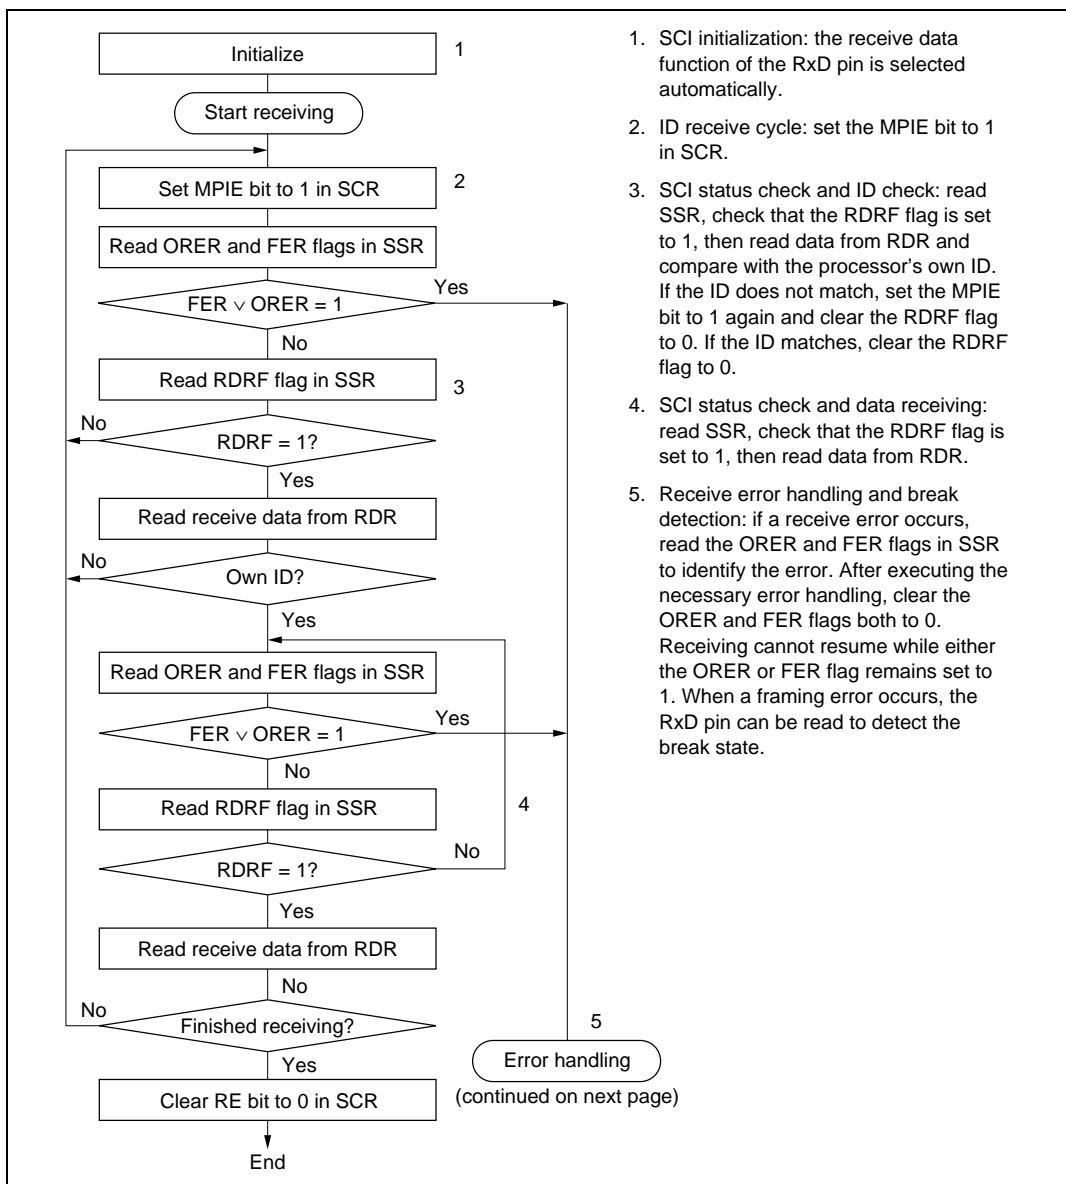 Initialize
1
Start receiving
Set MPIE bit to 1 in SCR
2
Read ORER and FER flags in SSR
FER ∨ ORER = 1
Yes
No
Read RDRF flag in SSR
3
No
RDRF = 1?
Yes
Read receive data from RDR
No
Own ID?
Yes
Read ORER and FER flags in SSR
FER ∨ ORER = 1
Yes
No
Read RDRF flag in SSR
4
RDRF = 1?
No
Yes
Read receive data from RDR
No
No
Finished receiving?
Yes
Clear RE bit to 0 in SCR
End
5
Error handling
(continued on next page)
1. SCI initialization: the receive data
function of the RxD pin is selected
automatically.
2. ID receive cycle: set the MPIE bit to 1
in SCR.
3. SCI status check and ID check: read
SSR, check that the RDRF flag is set
to 1, then read data from RDR and
compare with the processor's own ID.
If the ID does not match, set the MPIE
bit to 1 again and clear the RDRF flag
to 0. If the ID matches, clear the RDRF
flag to 0.
4. SCI status check and data receiving:
read SSR, check that the RDRF flag is
set to 1, then read data from RDR.
5. Receive error handling and break
detection: if a receive error occurs,
read the ORER and FER flags in SSR
to identify the error. After executing the
necessary error handling, clear the
ORER and FER flags both to 0.
Receiving cannot resume while either
the ORER or FER flag remains set to
1. When a framing error occurs, the
RxD pin can be read to detect the
break state.